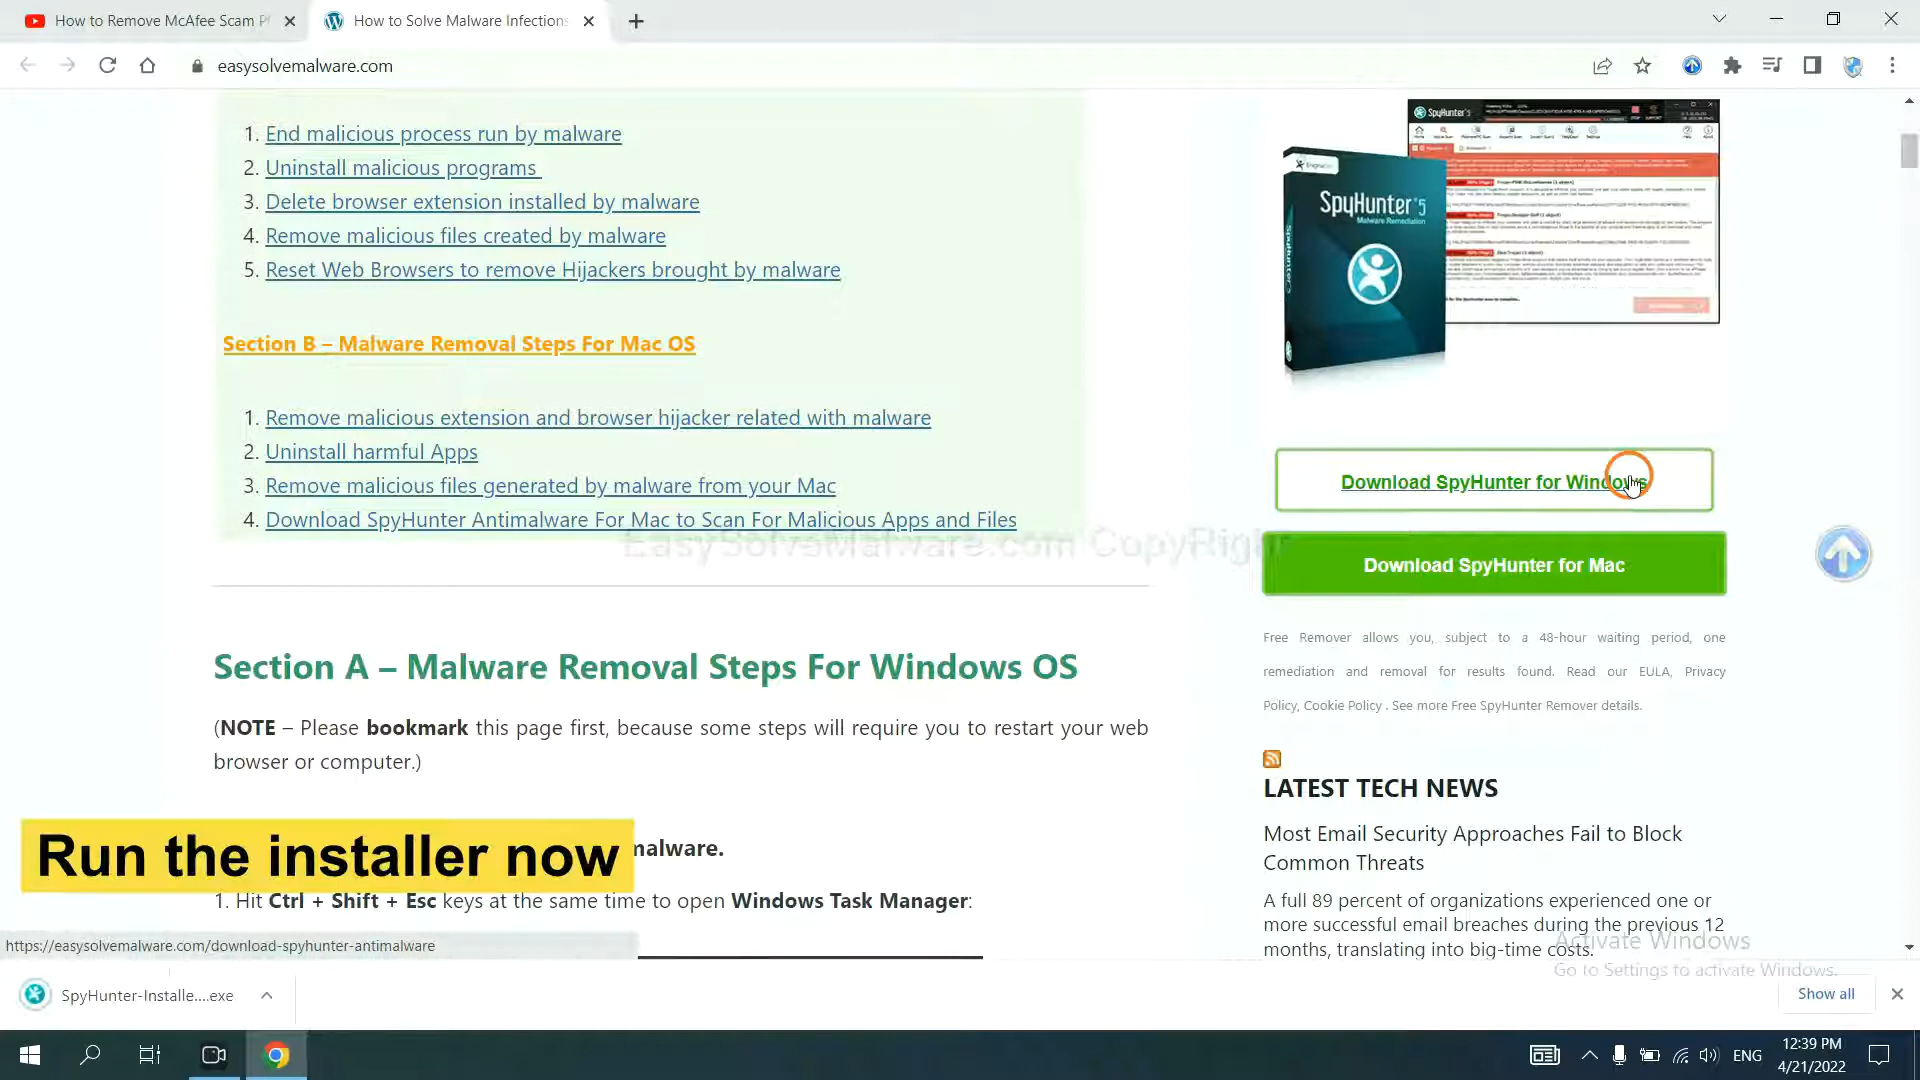 How to Remove McAfee Scam P
How to Solve Malware Infections
easysolvemalware.com
1. End malicious process run by malware
2. Uninstall malicious programs
3. Delete browser extension installed by malware
4. Remove malicious files created by malware
5. Reset Web Browsers to remove Hijackers brought by malware
Section B – Malware Removal Steps For Mac OS
1. Remove malicious extension and browser hijacker related with malware
2. Uninstall harmful Apps
3. Remove malicious files generated by malware from your Mac
4. Download SpyHunter Antimalware For Mac to Scan For Malicious Apps and Files
EasySolveMalware.com CopyRight
Section A – Malware Removal Steps For Windows OS
(NOTE – Please bookmark this page first, because some steps will require you to restart your web
browser or computer.)
malware.
1. Hit Ctrl + Shift + Esc keys at the same time to open Windows Task Manager:
Run the installer now
SpyHunter 5
Malware Remediation
SpyHunter
SpyHunter 5
Download SpyHunter for Windows
Download SpyHunter for Mac
Free Remover allows you, subject to a 48-hour waiting period, one
remediation and removal for results found. Read our EULA, Privacy
Policy, Cookie Policy . See more Free SpyHunter Remover details.
LATEST TECH NEWS
Most Email Security Approaches Fail to Block
Common Threats
A full 89 percent of organizations experienced one or
more successful email breaches during the previous 12
months, translating into big-time costs.
Activate Windows
Go to Settings to activate Windows.
https://easysolvemalware.com/download-spyhunter-antimalware
SpyHunter-Installe....exe
Show all
ENG
12:39 PM
4/21/2022